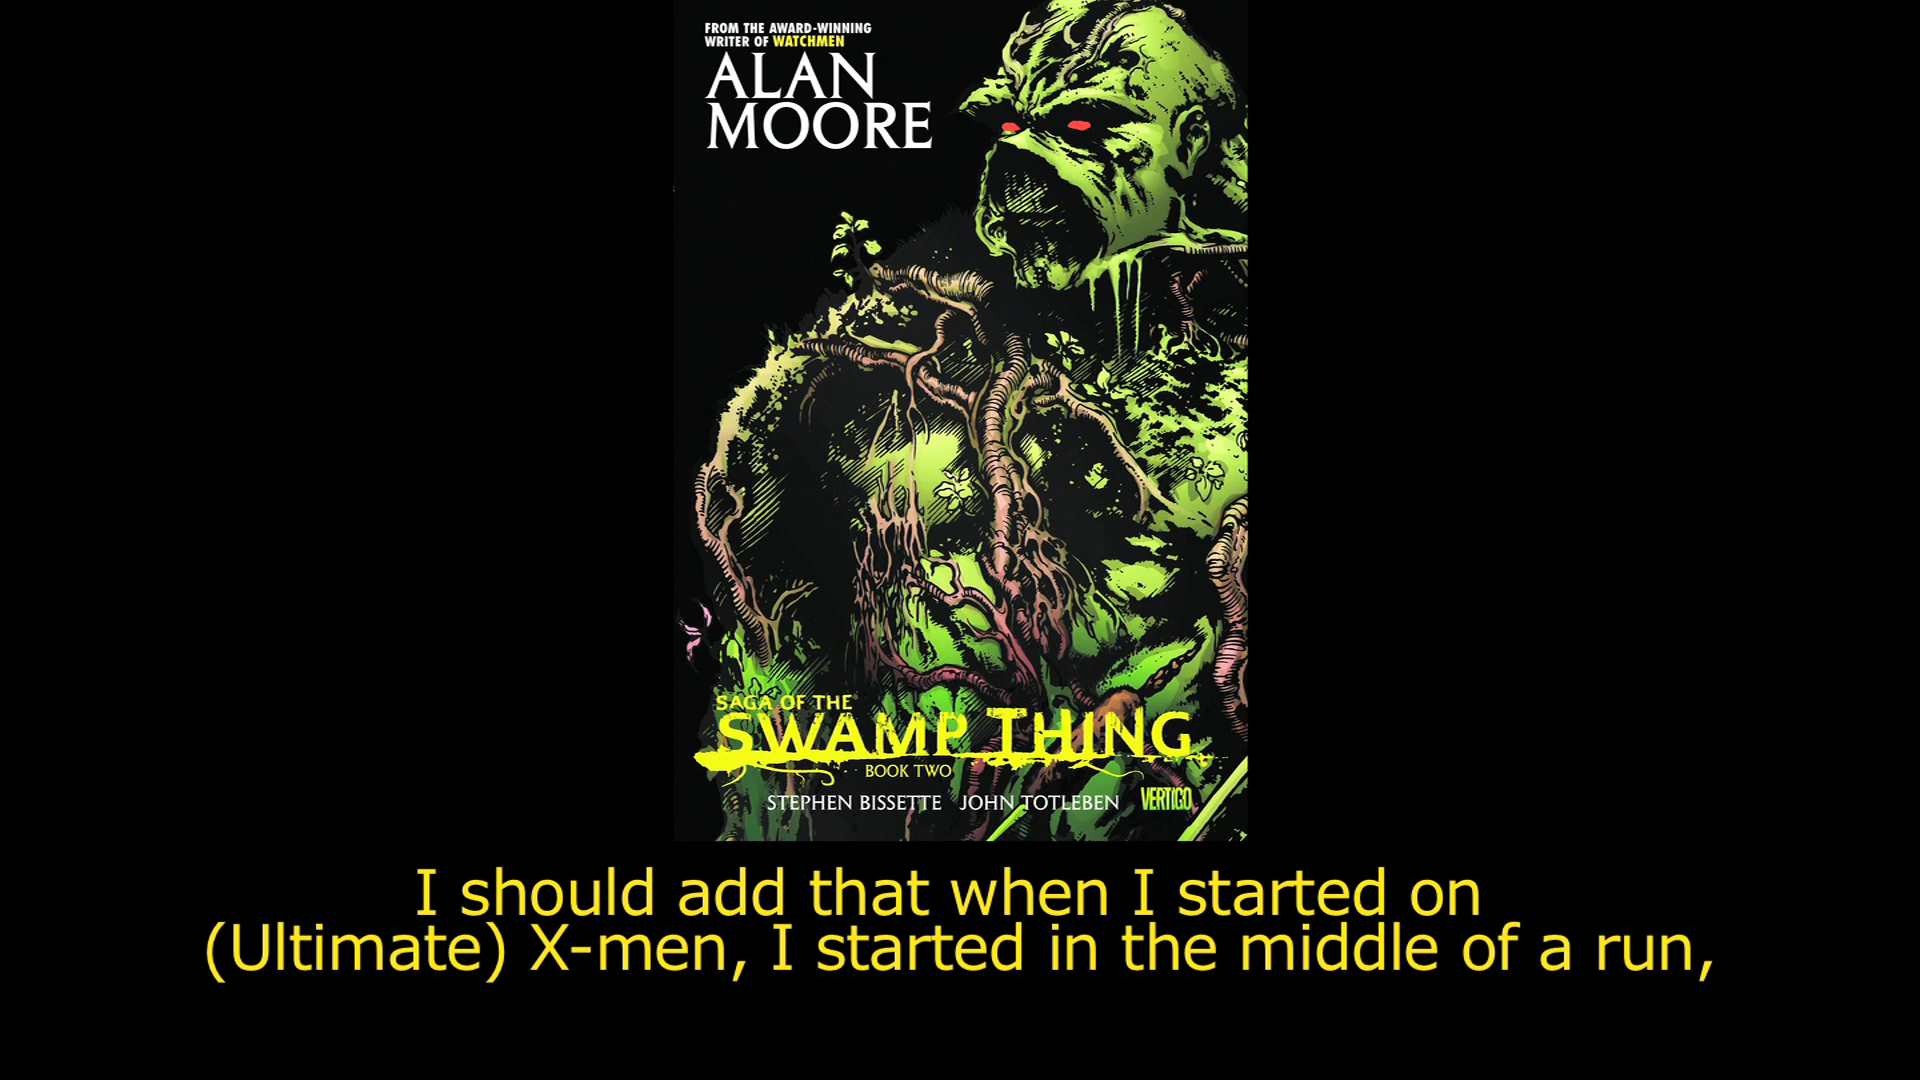 FROM THE AWARD-WINNING
WRITER OF WATCHMEN
ALAN
MOORE
SAGA OF THE
SWAMP THING
BOOK TWO
STEPHEN BISSETTE JOHN TOTLEBEN VERTIGO
I should add that when I started on
(Ultimate) X-men, I started in the middle of a run,